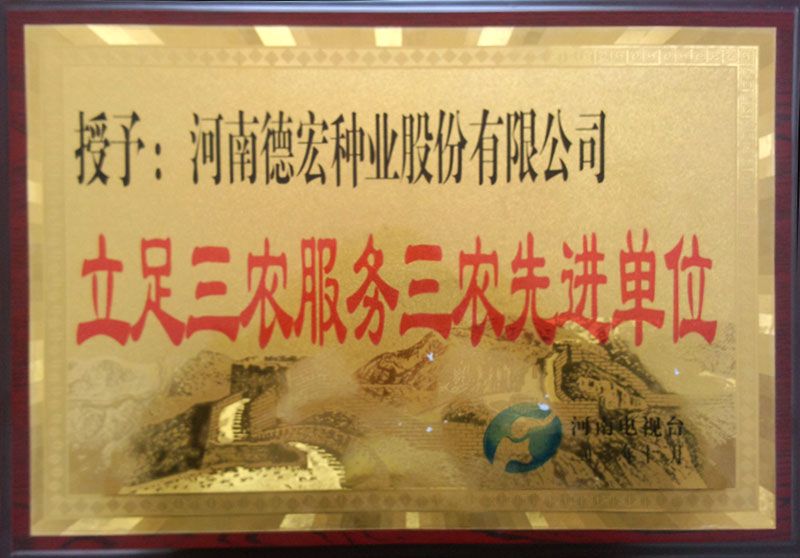 授予：河南德宏种业股份有限公司
立足三农服务三农先进单位
河南电视台